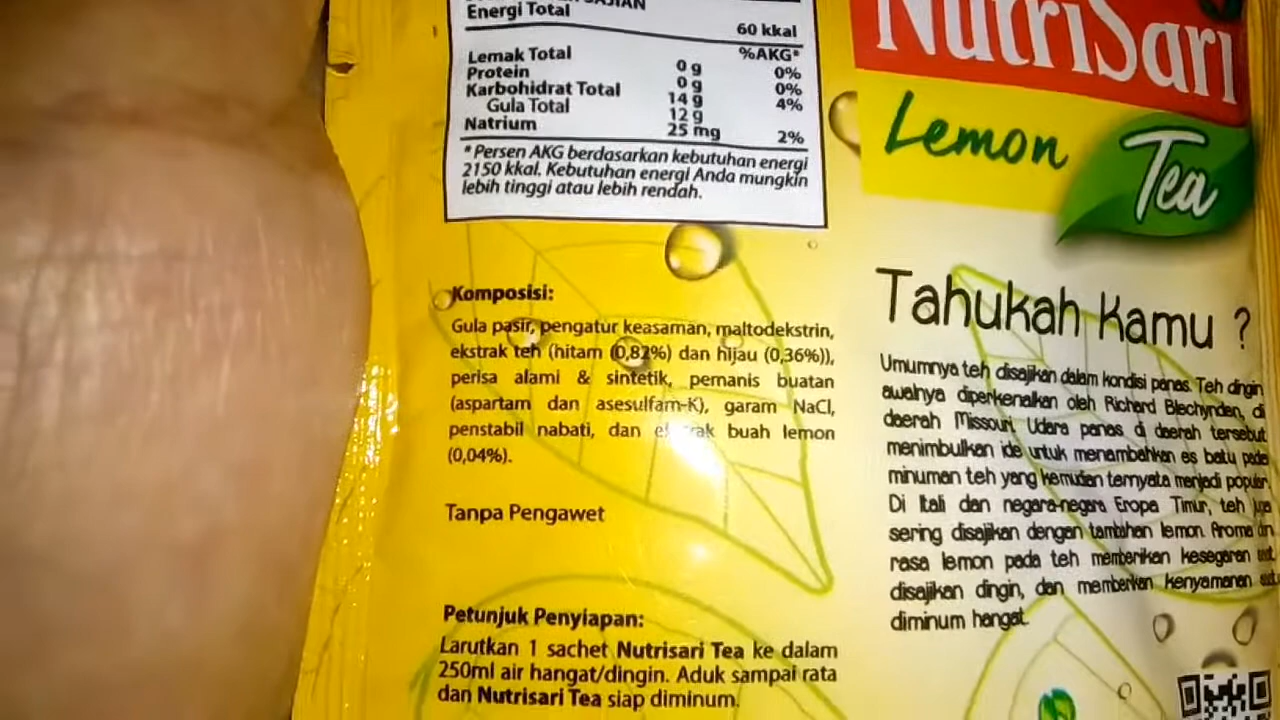 SAJIAN
Energi Total
60 kkal
%AKG*
Lemak Total 0 g 0%
Protein 0 g 0%
Karbohidrat Total 14 g 4%
Gula Total 12 g
Natrium 25 mg 2%
* Persen AKG berdasarkan kebutuhan energi
2150 kkal. Kebutuhan energi Anda mungkin
lebih tinggi atau lebih rendah.
Komposisi:
Gula pasir, pengatur keasaman, maltodekstrin,
ekstrak teh (hitam (0,82%) dan hijau (0,36%)),
perisa alami & sintetik, pemanis buatan
(aspartam dan asesulfam-K), garam NaCl,
penstabil nabati, dan ekstrak buah lemon
(0,04%).
Tanpa Pengawet
Petunjuk Penyiapan:
Larutkan 1 sachet Nutrisari Tea ke dalam
250ml air hangat/dingin. Aduk sampai rata
dan Nutrisari Tea siap diminum.
NutriSari
Lemon
Tea
Tahukah Kamu ?
Umumnya teh disajikan dalam kondisi panas. Teh dingin
awalnya diperkenalkan oleh Richard Blechynden, di
daerah Missouri. Udara panas di daerah tersebut
menimbulkan ide untuk menambahkan es batu pada
minuman teh yang kemudian ternyata menjadi populer.
Di Itali dan negara-negara Eropa Timur, teh juga
sering disajikan dengan tambahan lemon. Aroma dan
rasa lemon pada teh memberikan kesegaran saat
disajikan dingin, dan memberikan kenyamanan saat
diminum hangat.